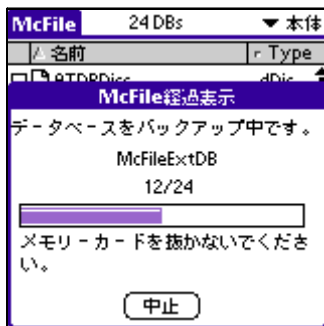 McFile 24 DBs ▼ 本体
名前 Type
McFile経過表示
データベースをバックアップ中です。
McFileExtDB
12/24
メモリーカードを抜かないでくださ
い。
中止